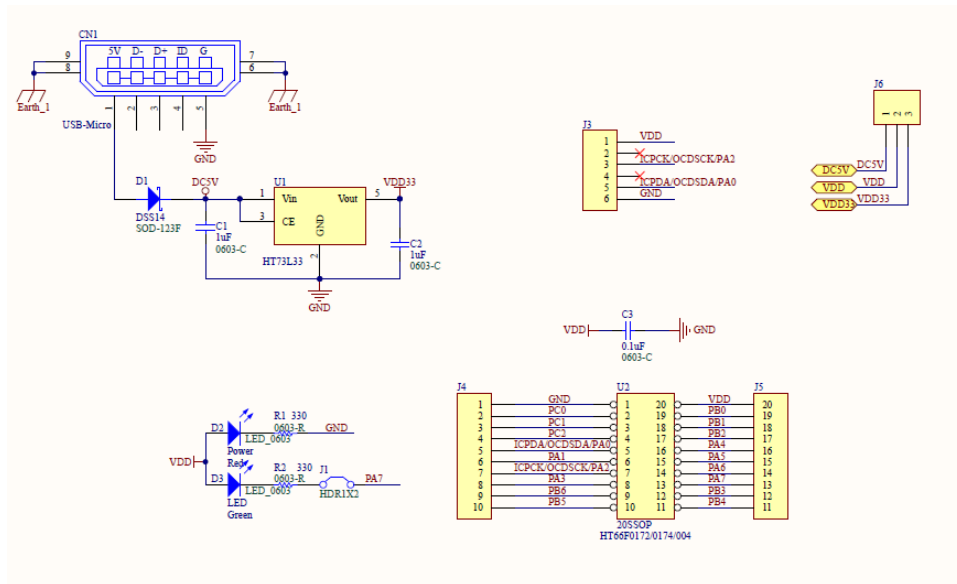 CN1
5V D- D+ ID G
9
8
7
6
Earth_1
Earth_1
1 2 3 4 5
USB-Micro
GND
D1
DSS14
SOD-123F
DC5V
C1
1uF
0603-C
U1
1 Vin Vout 5
3 CE
GND
2
HT73L33
VDD33
C2
1uF
0603-C
GND
J3
1 VDD
2
3 ICPCK/OCDSCK/PA2
4
5 ICPDA/OCDSDA/PA0
6 GND
J6
1 2 3
DC5V DC5V
VDD VDD
VDD33 VDD33
C3
VDD GND
0.1uF
0603-C
D2
R1 330
0603-R
GND
LED_0603
Power
Red
VDD
D3
R2 330
0603-R
LED_0603
J1
HDR1X2
PA7
LED
Green
J4 U2 J5
1 GND 1 20 VDD 20
2 PC0 2 19 PB0 19
3 PC1 3 18 PB1 18
4 PC2 4 17 PB2 17
5 ICPDA/OCDSDA/PA0 5 16 PA4 16
6 PA1 6 15 PA5 15
7 ICPCK/OCDSCK/PA2 7 14 PA6 14
8 PA3 8 13 PA7 13
9 PB6 9 12 PB3 12
10 PB5 10 11 PB4 11
20SSOP
HT66F0172/0174/004